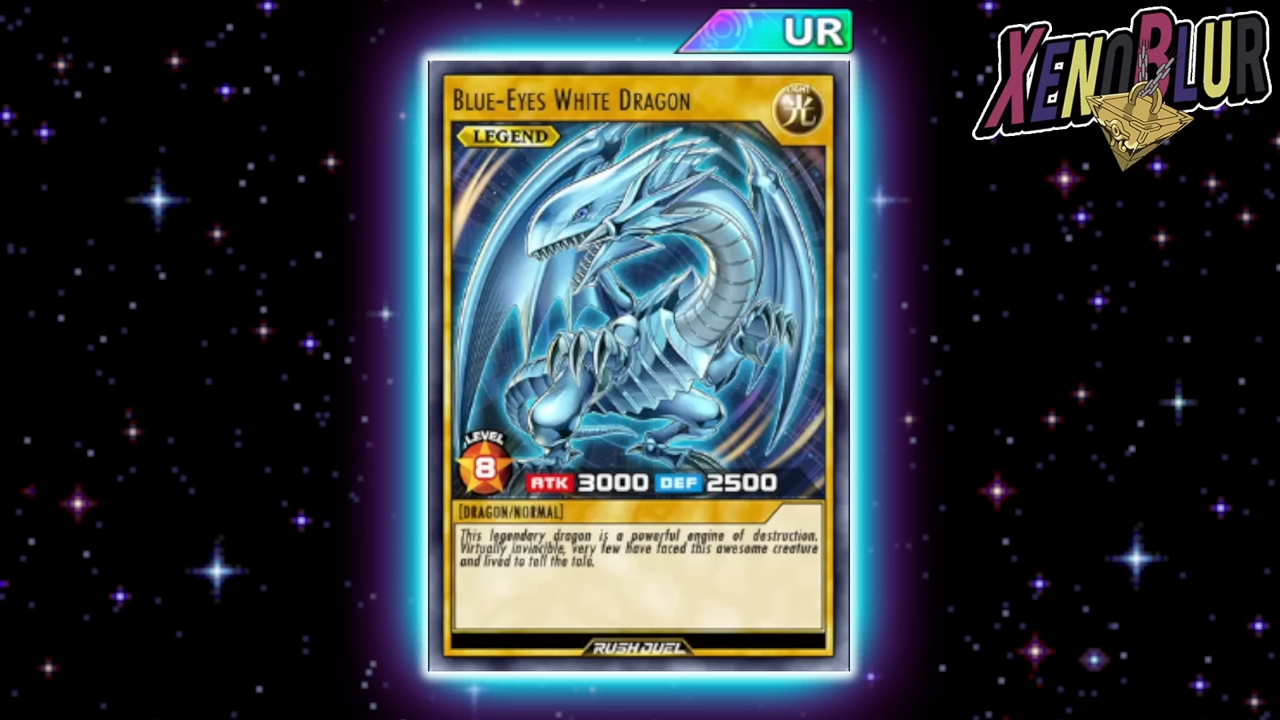 UR
XENOBLUR
BLUE-EYES WHITE DRAGON
LIGHT
光
LEGEND
LEVEL
8
ATK 3000 DEF 2500
[DRAGON/NORMAL]
This legendary dragon is a powerful engine of destruction.
Virtually invincible, very few have faced this awesome creature
and lived to tell the tale.
RUSH DUEL